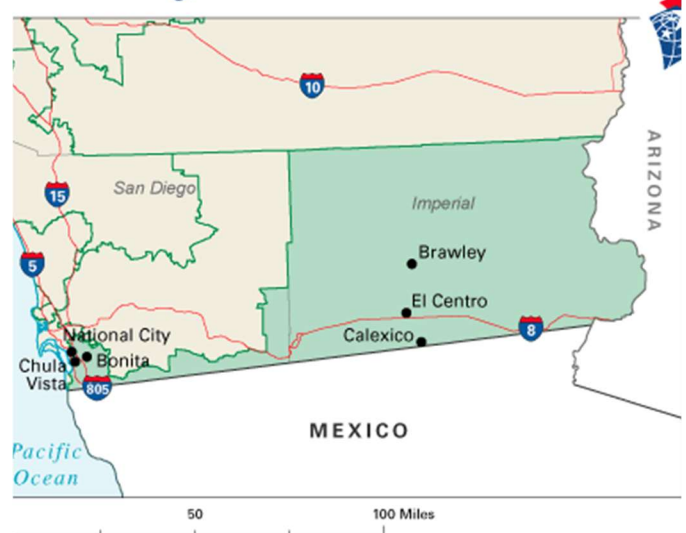 10
ARIZONA
15
San Diego
Imperial
5
Brawley
El Centro
8
National City
Calexico
Bonita
Chula
Vista
805
MEXICO
Pacific
Ocean
50
100 Miles